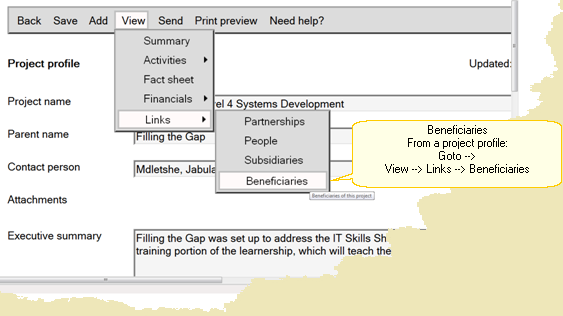 Back Save Add View Send Print preview Need help?
Summary
Project profile Activities Updated:
Fact sheet
Financials
Project name el 4 Systems Development
Links Partnerships
Parent name Filling the Gap People
Subsidiaries
Contact person Mdletshe, Jabula
Beneficiaries
Beneficiaries of this project
Attachments
Executive summary Filling the Gap was set up to address the IT Skills Sh
training portion of the learnership, which will teach the
Beneficiaries
From a project profile:
Goto -->
View --> Links --> Beneficiaries